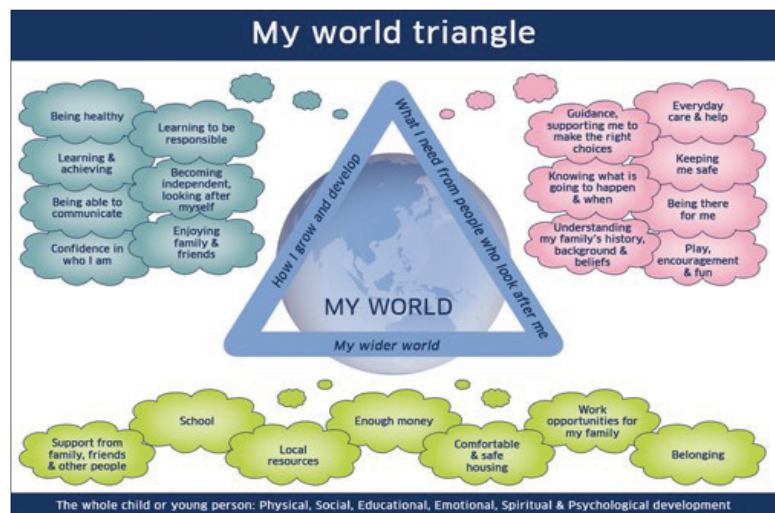 My world triangle
Being healthy
Learning &
achieving
Being able to
communicate
Confidence in
who I am
Learning to be
responsible
Becoming
independent,
looking after
myself
Enjoying
family &
friends
How I grow and develop
What I need from people who look after me
MY WORLD
My wider world
Guidance,
supporting me to
make the right
choices
Knowing what is
going to happen
& when
Understanding
my family's history,
background &
beliefs
Everyday
care & help
Keeping
me safe
Being there
for me
Play,
encouragement
& fun
Support from
family, friends
& other people
School
Local
resources
Enough money
Comfortable
& safe
housing
Work
opportunities for
my family
Belonging
The whole child or young person: Physical, Social, Educational, Emotional, Spiritual & Psychological development